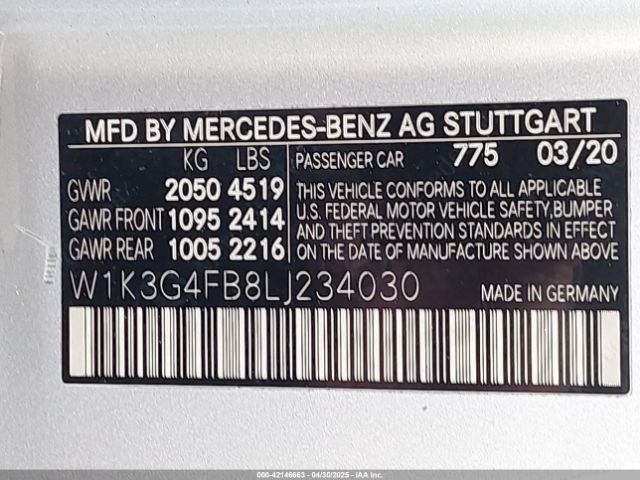 MFD BY MERCEDES-BENZ AG STUTTGART
KG LBS PASSENGER CAR 775 03/20
GVWR 2050 4519 THIS VEHICLE CONFORMS TO ALL APPLICABLE
U.S. FEDERAL MOTOR VEHICLE SAFETY,BUMPER
GAWR FRONT 1095 2414 AND THEFT PREVENTION STANDARDS IN EFFECT
GAWR REAR 1005 2216 ON THE DATE OF MANUFACTURE SHOWN ABOVE.
W1K3G4FB8LJ234030 MADE IN GERMANY
000-42146663 - 04/30/2025 - IAA, Inc.